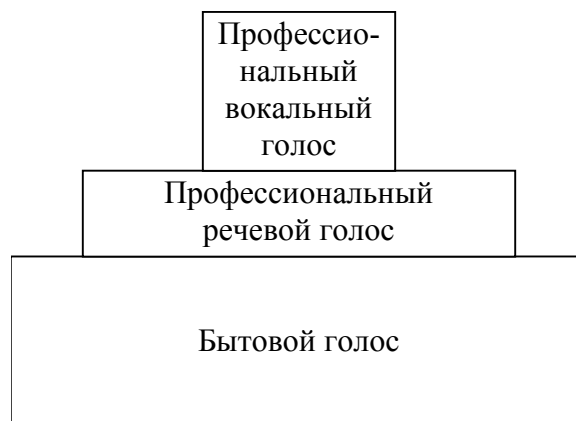 Профессио-
нальный
вокальный
голос
Профессиональный
речевой голос
Бытовой голос